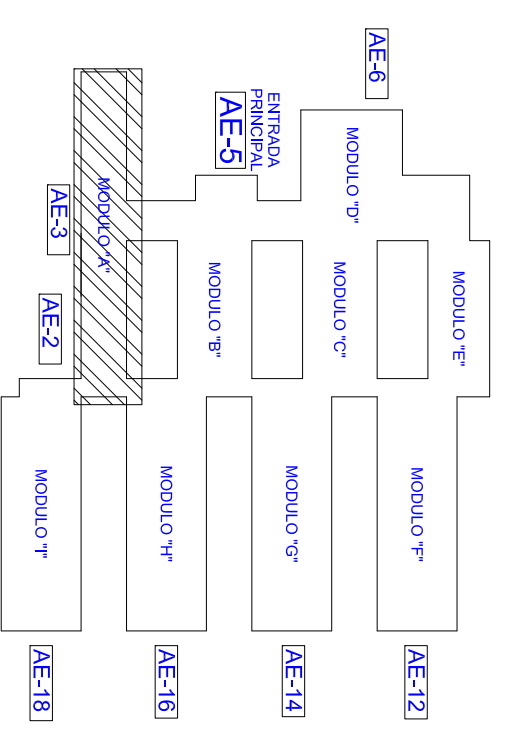 AE-6
ENTRADA
PRINCIPAL
AE-5
MODULO "D"
MODULO "A"
AE-3
AE-2
MODULO "B"
MODULO "C"
MODULO "E"
MODULO "I"
MODULO "H"
MODULO "G"
MODULO "F"
AE-18
AE-16
AE-14
AE-12